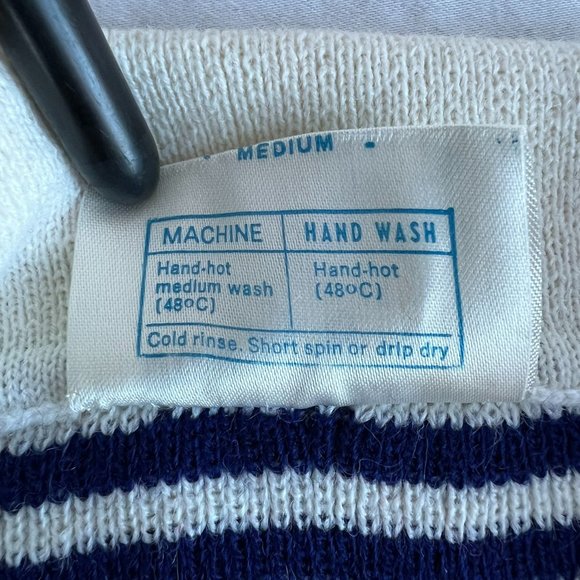 MEDIUM
MACHINE
Hand-hot
medium wash
(48ºC)
HAND WASH
Hand-hot
(48ºC)
Cold rinse. Short spin or drip dry